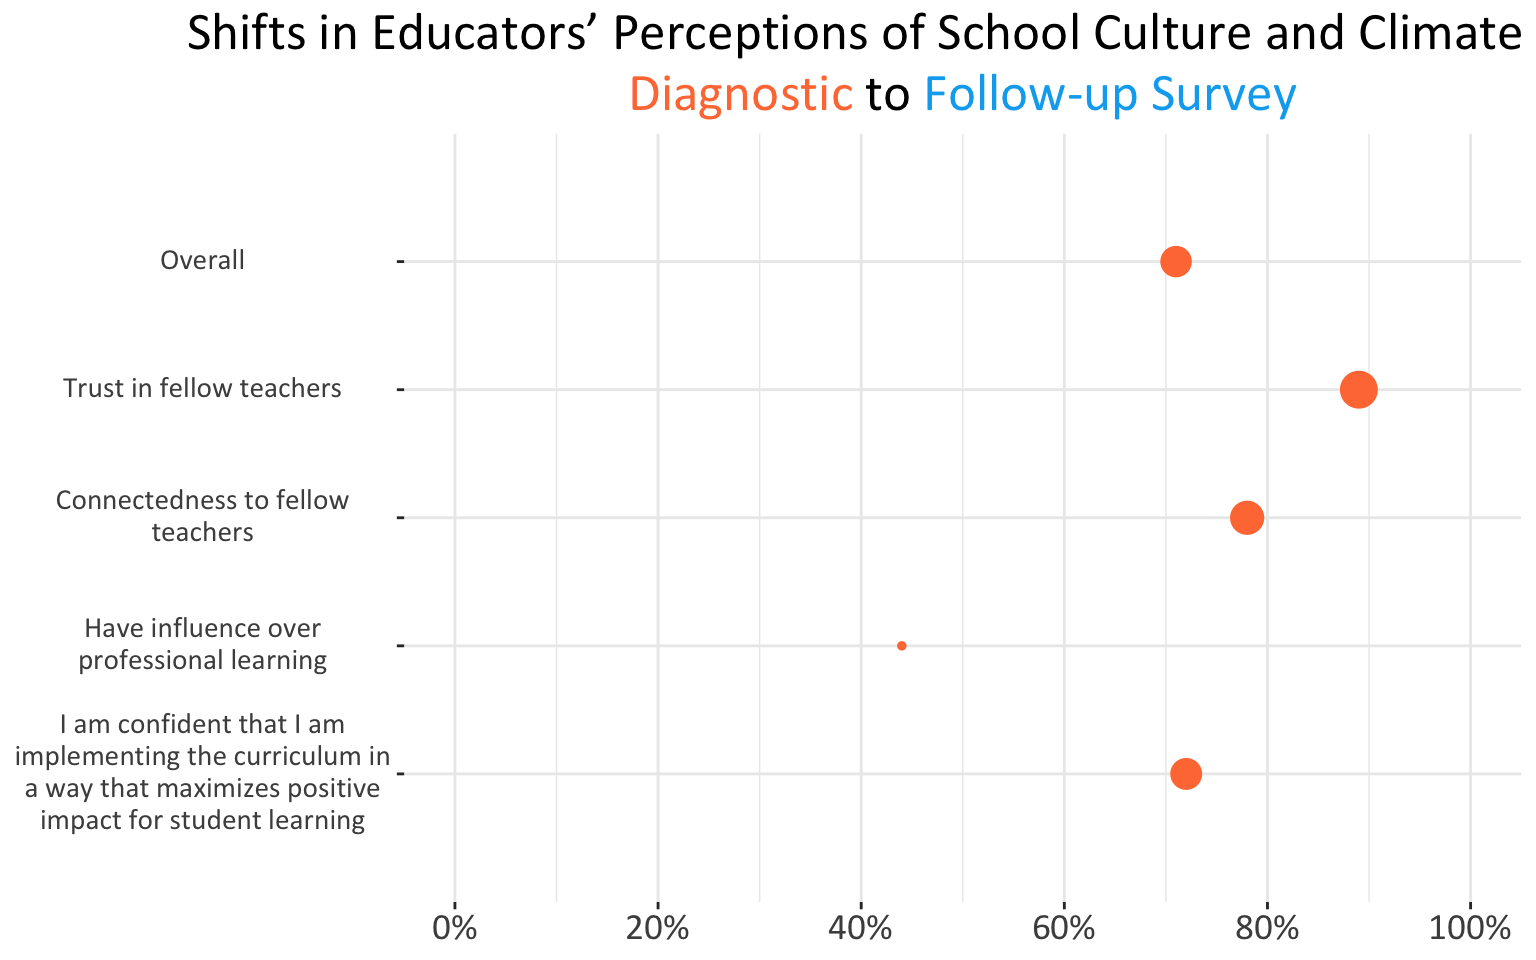 Shifts in Educators’ Perceptions of School Culture and Climate
Diagnostic to Follow-up Survey
Overall
Trust in fellow teachers
Connectedness to fellow
teachers
Have influence over
professional learning
I am confident that I am
implementing the curriculum in
a way that maximizes positive
impact for student learning
0% 20% 40% 60% 80% 100%